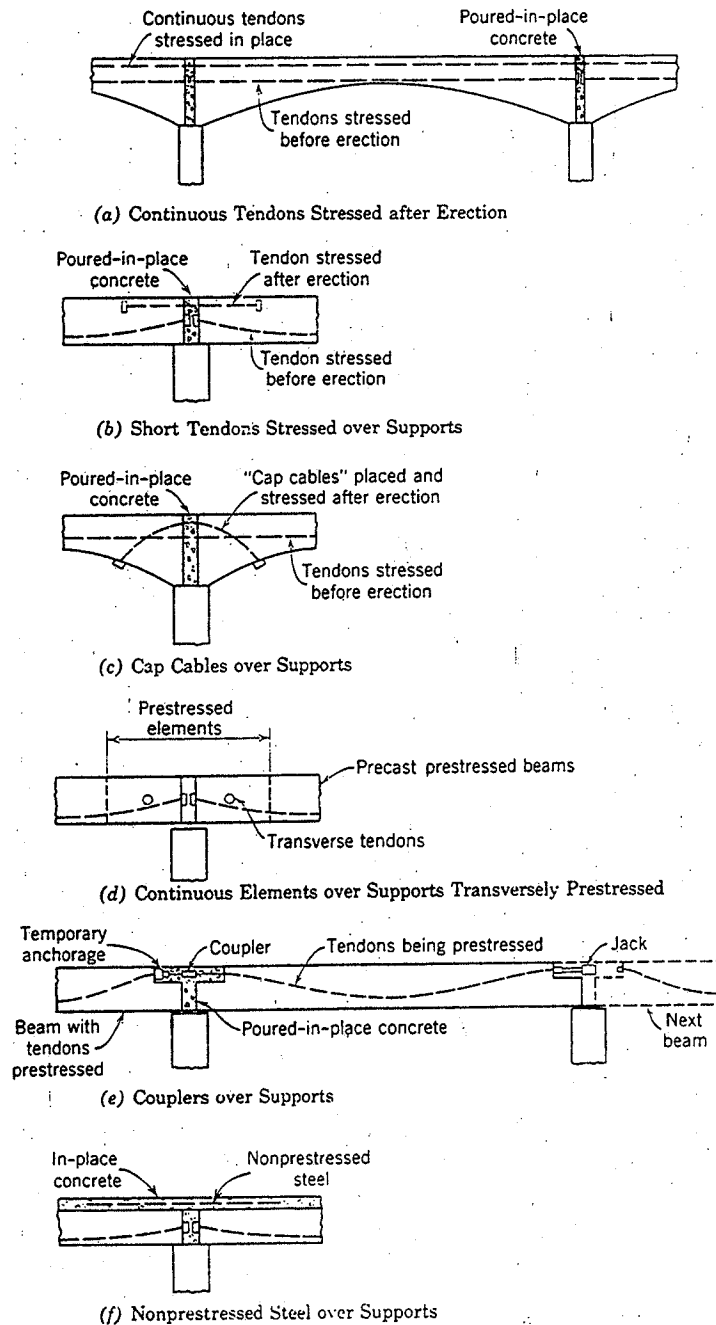 Continuous tendons
stressed in place
Poured-in-place
concrete
Tendons stressed
before erection
(a) Continuous Tendons Stressed after Erection
Poured-in-place
concrete
Tendon stressed
after erection
Tendon stressed
before erection
(b) Short Tendons Stressed over Supports
Poured-in-place
concrete
"Cap cables" placed and
stressed after erection
Tendons stressed
before erection
(c) Cap Cables over Supports
Prestressed
elements
Precast prestressed beams
Transverse tendons
(d) Continuous Elements over Supports Transversely Prestressed
Temporary
anchorage
Coupler
Tendons being prestressed
Jack
Beam with
tendons
prestressed
Poured-in-place concrete
Next
beam
(e) Couplers over Supports
In-place
concrete
Nonprestressed
steel
(f) Nonprestressed Steel over Supports